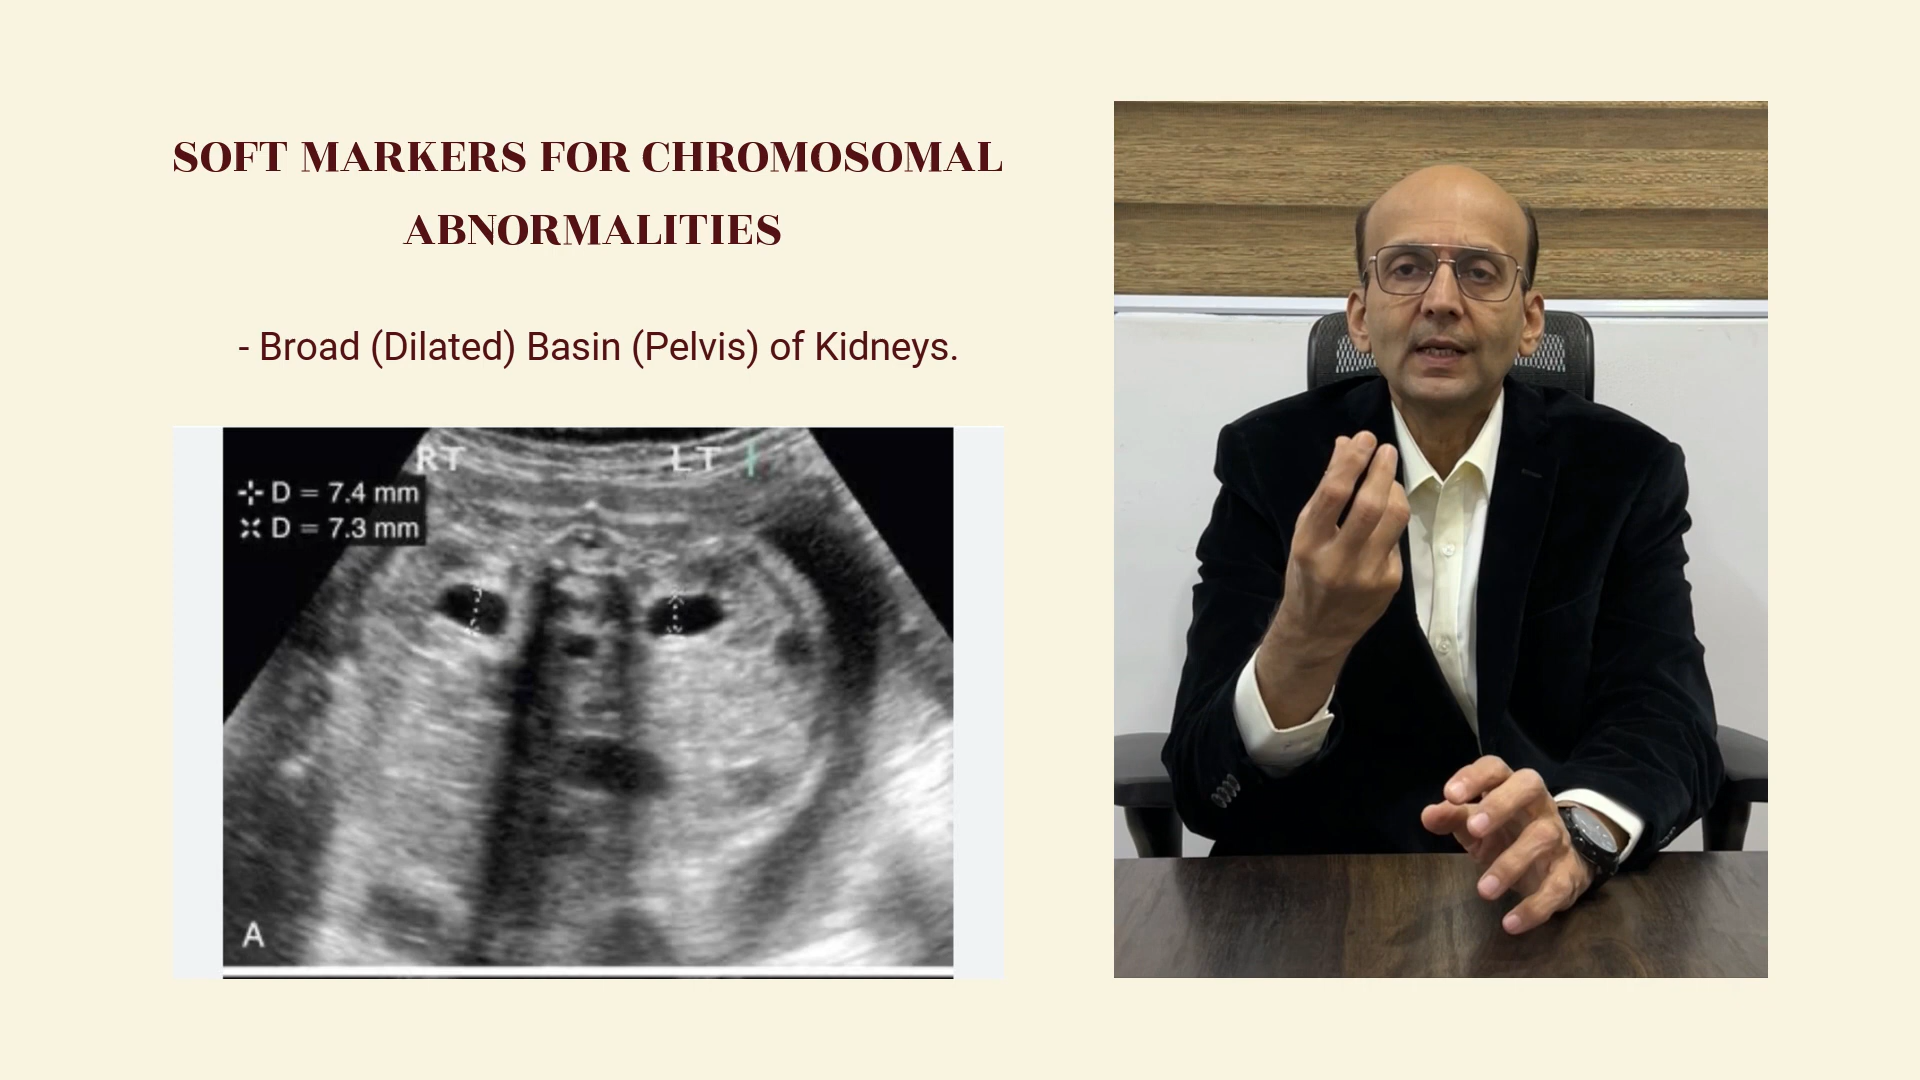 SOFT MARKERS FOR CHROMOSOMAL
ABNORMALITIES
- Broad (Dilated) Basin (Pelvis) of Kidneys.
RT LT
D = 7.4 mm
D = 7.3 mm
A